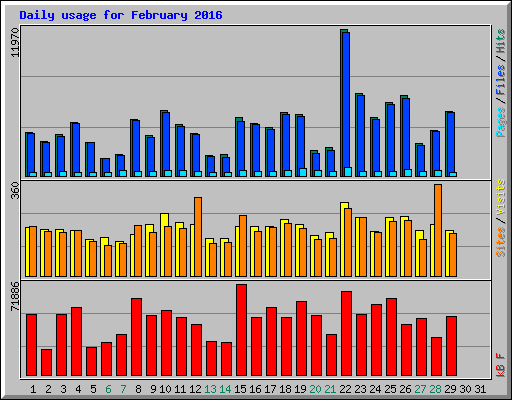 Daily usage for February 2016
11970
Pages / Files / Hits
360
Sites / Visits
71886
kB F
1 2 3 4 5 6 7 8 9 10 11 12 13 14 15 16 17 18 19 20 21 22 23 24 25 26 27 28 29 30 31